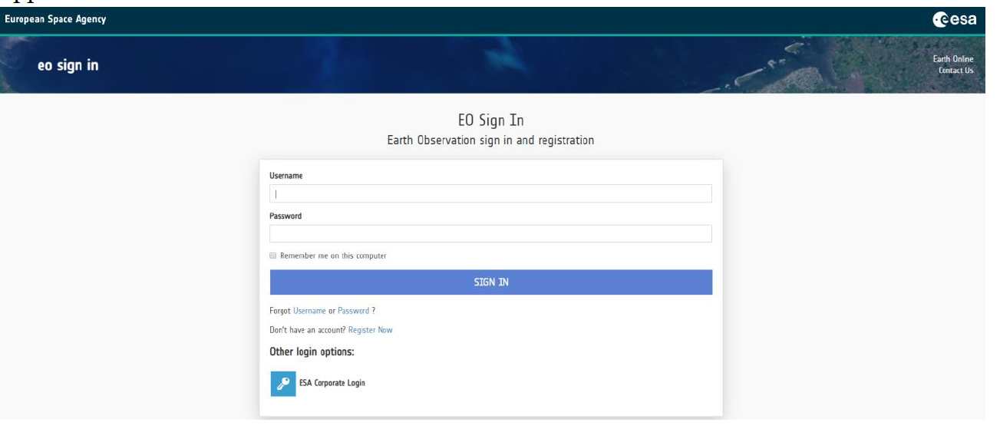 European Space Agency
esa
eo sign in
Earth Online
Contact Us
EO Sign In
Earth Observation sign in and registration
Username
Password
Remember me on this computer
SIGN IN
Forgot Username or Password ?
Don't have an account? Register Now
Other login options:
ESA Corporate Login